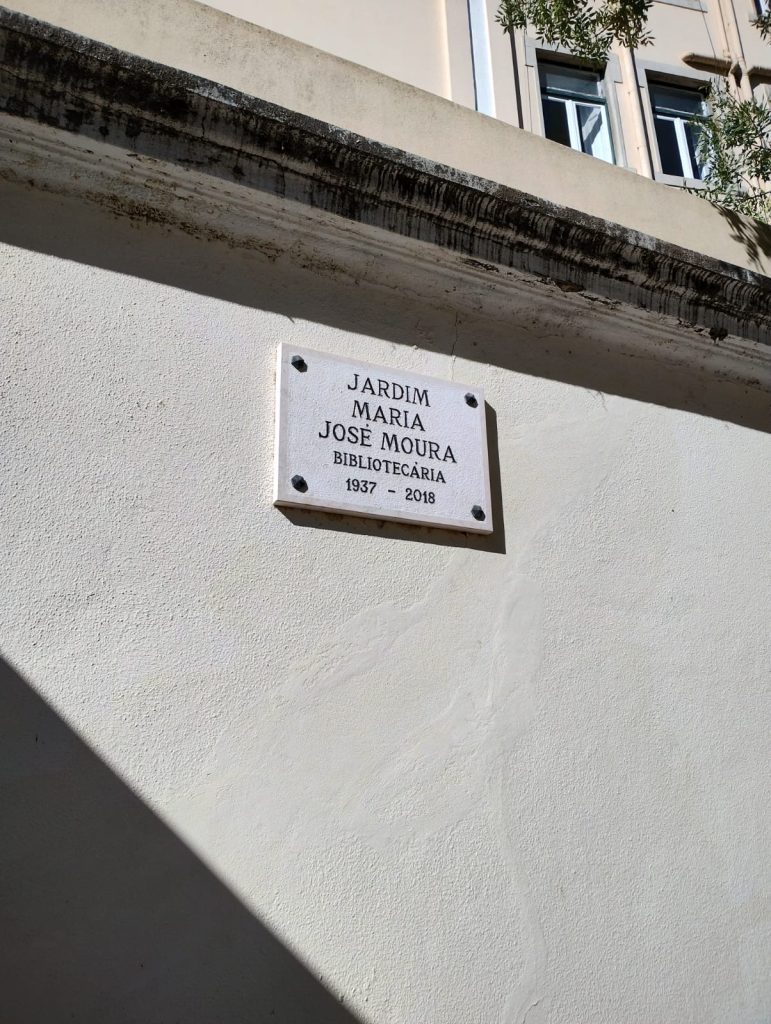 JARDIM
MARIA
JOSÉ MOURA
BIBLIOTECÁRIA
1937 - 2018